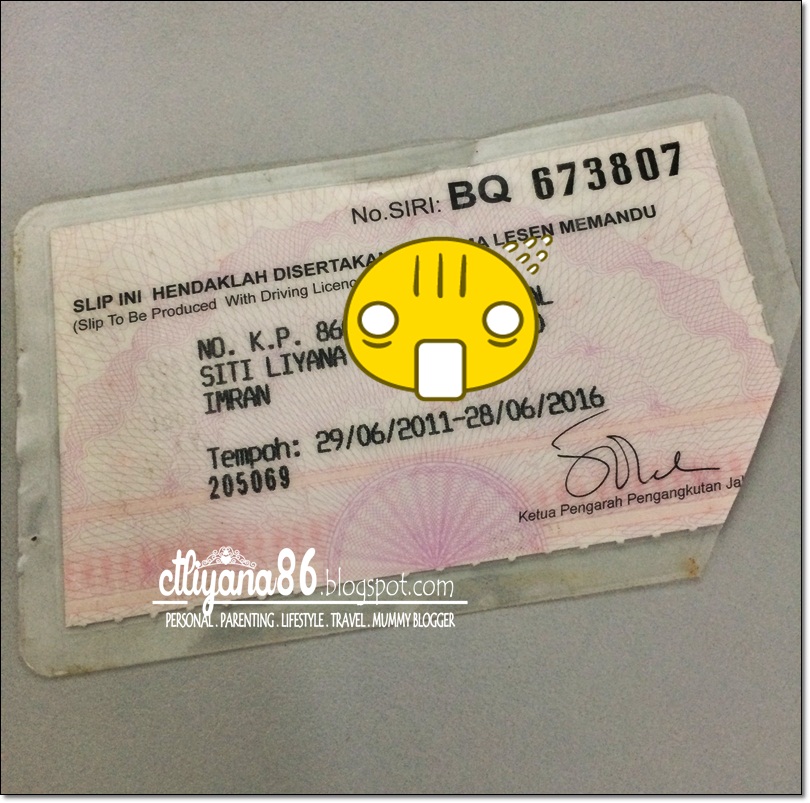 No.SIRI: BQ 673807
SLIP INI HENDAKLAH DISERTAKAN LESEN MEMANDU
(Slip To Be Produced With Driving Licence
NO. K.P. 86
SITI LIYANA
IMRAN
Tempoh: 29/06/2011-28/06/2016
205069
Ketua Pengarah Pengangkutan
ctliyana86.blogspot.com
PERSONAL . PARENTING . LIFESTYLE . TRAVEL . MUMMY BLOGGER